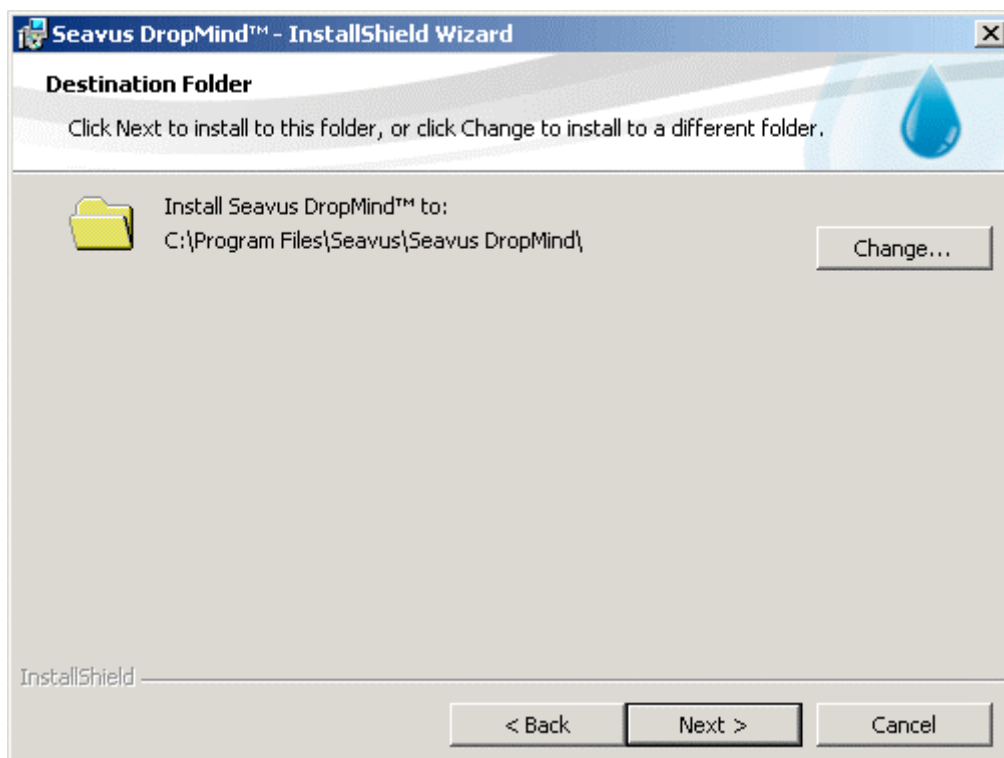 Seavus DropMind™ - InstallShield Wizard
Destination Folder
Click Next to install to this folder, or click Change to install to a different folder.
Install Seavus DropMind™ to:
C:\Program Files\Seavus\Seavus DropMind\
Change...
InstallShield
< Back
Next >
Cancel